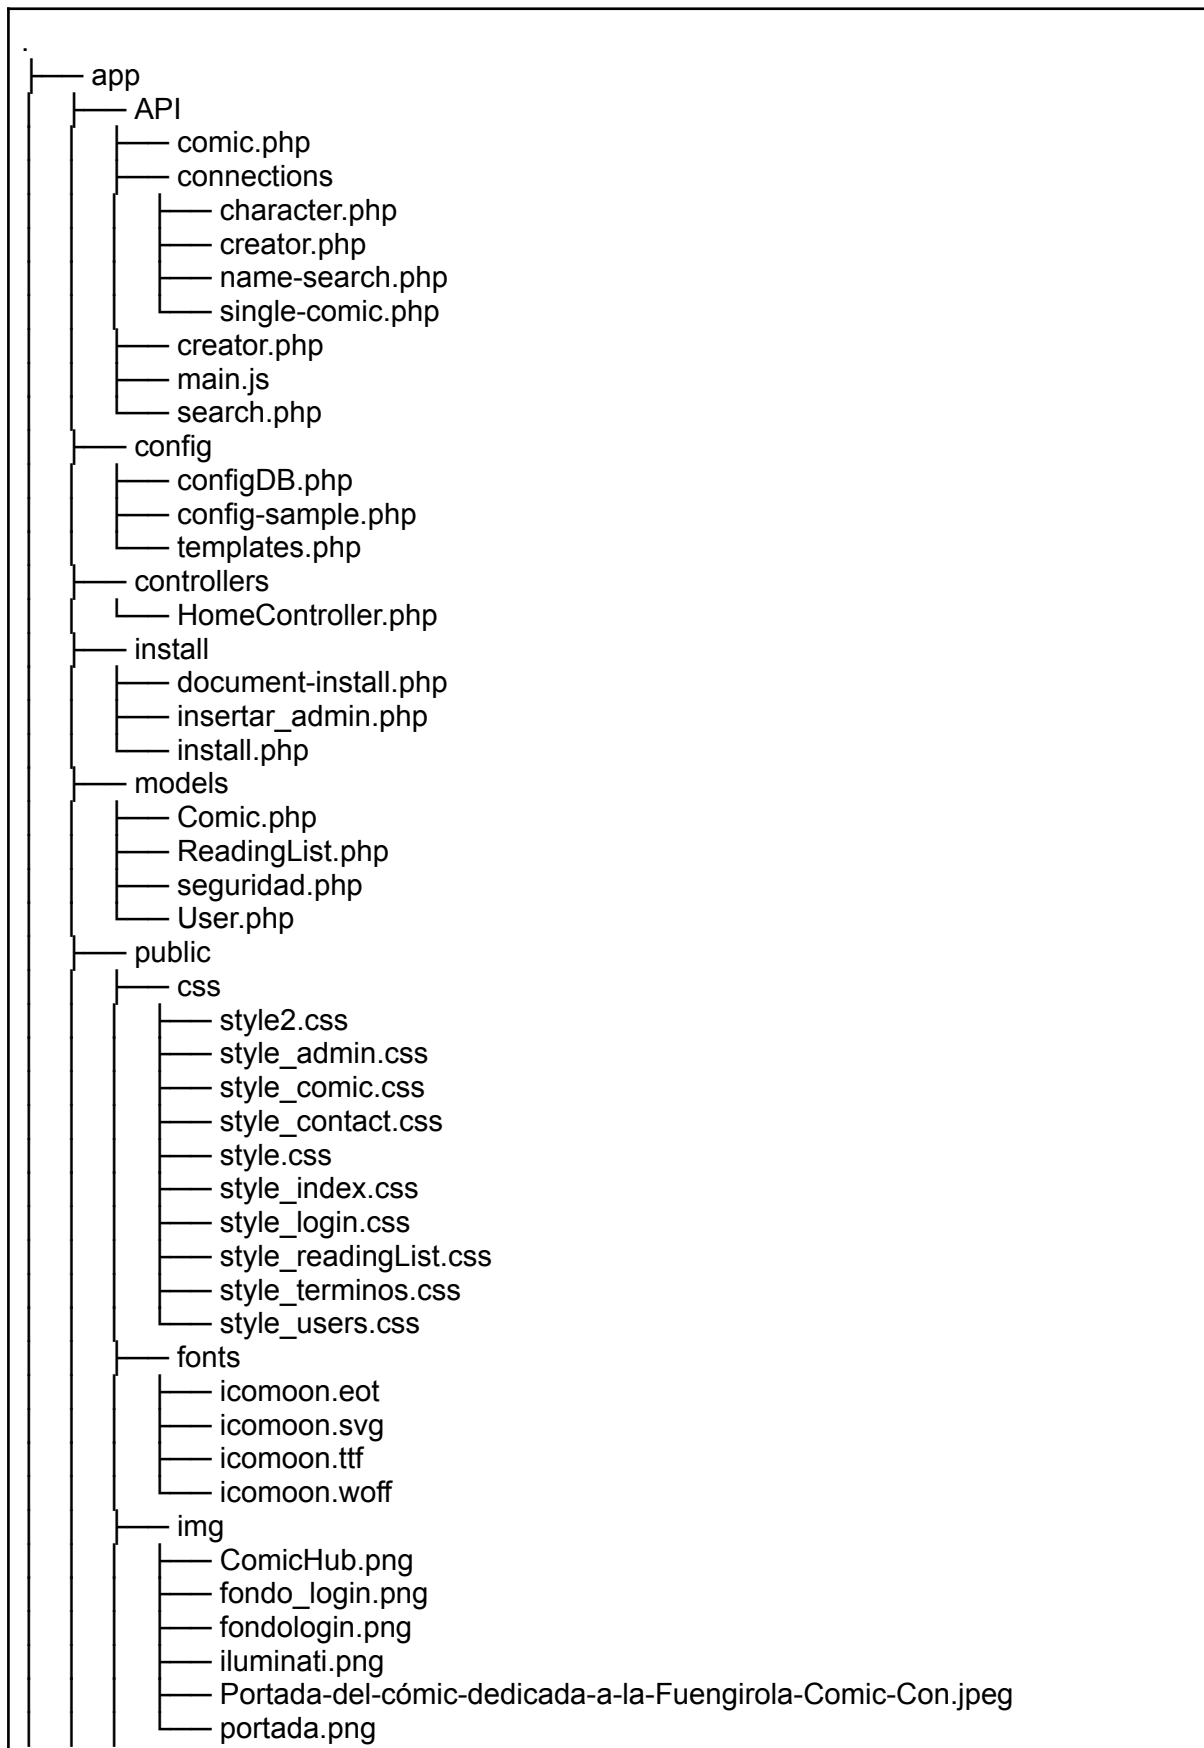 .
├── app
│   ├── API
│   │   ├── comic.php
│   │   ├── connections
│   │   │   ├── character.php
│   │   │   ├── creator.php
│   │   │   ├── name-search.php
│   │   │   └── single-comic.php
│   │   ├── creator.php
│   │   ├── main.js
│   │   └── search.php
│   ├── config
│   │   ├── configDB.php
│   │   ├── config-sample.php
│   │   └── templates.php
│   ├── controllers
│   │   └── HomeController.php
│   ├── install
│   │   ├── document-install.php
│   │   ├── insertar_admin.php
│   │   └── install.php
│   ├── models
│   │   ├── Comic.php
│   │   ├── ReadingList.php
│   │   ├── seguridad.php
│   │   └── User.php
│   ├── public
│   │   ├── css
│   │   │   ├── style2.css
│   │   │   ├── style_admin.css
│   │   │   ├── style_comic.css
│   │   │   ├── style_contact.css
│   │   │   ├── style.css
│   │   │   ├── style_index.css
│   │   │   ├── style_login.css
│   │   │   ├── style_readingList.css
│   │   │   ├── style_terminos.css
│   │   │   └── style_users.css
│   │   ├── fonts
│   │   │   ├── icomoon.eot
│   │   │   ├── icomoon.svg
│   │   │   ├── icomoon.ttf
│   │   │   └── icomoon.woff
│   │   ├── img
│   │   │   ├── ComicHub.png
│   │   │   ├── fondo_login.png
│   │   │   ├── fondologin.png
│   │   │   ├── iluminati.png
│   │   │   ├── Portada-del-cómic-dedicada-a-la-Fuengirola-Comic-Con.jpeg
│   │   │   └── portada.png